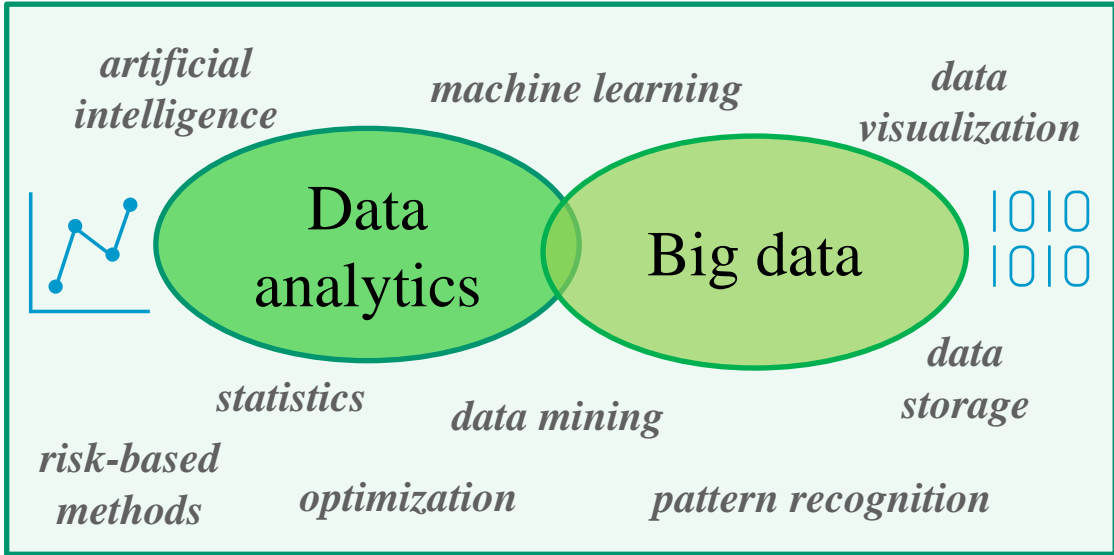 artificial
intelligence
machine learning
data
visualization
Data
analytics
Big data
1010
1010
statistics
data mining
data
storage
risk-based
methods
optimization
pattern recognition